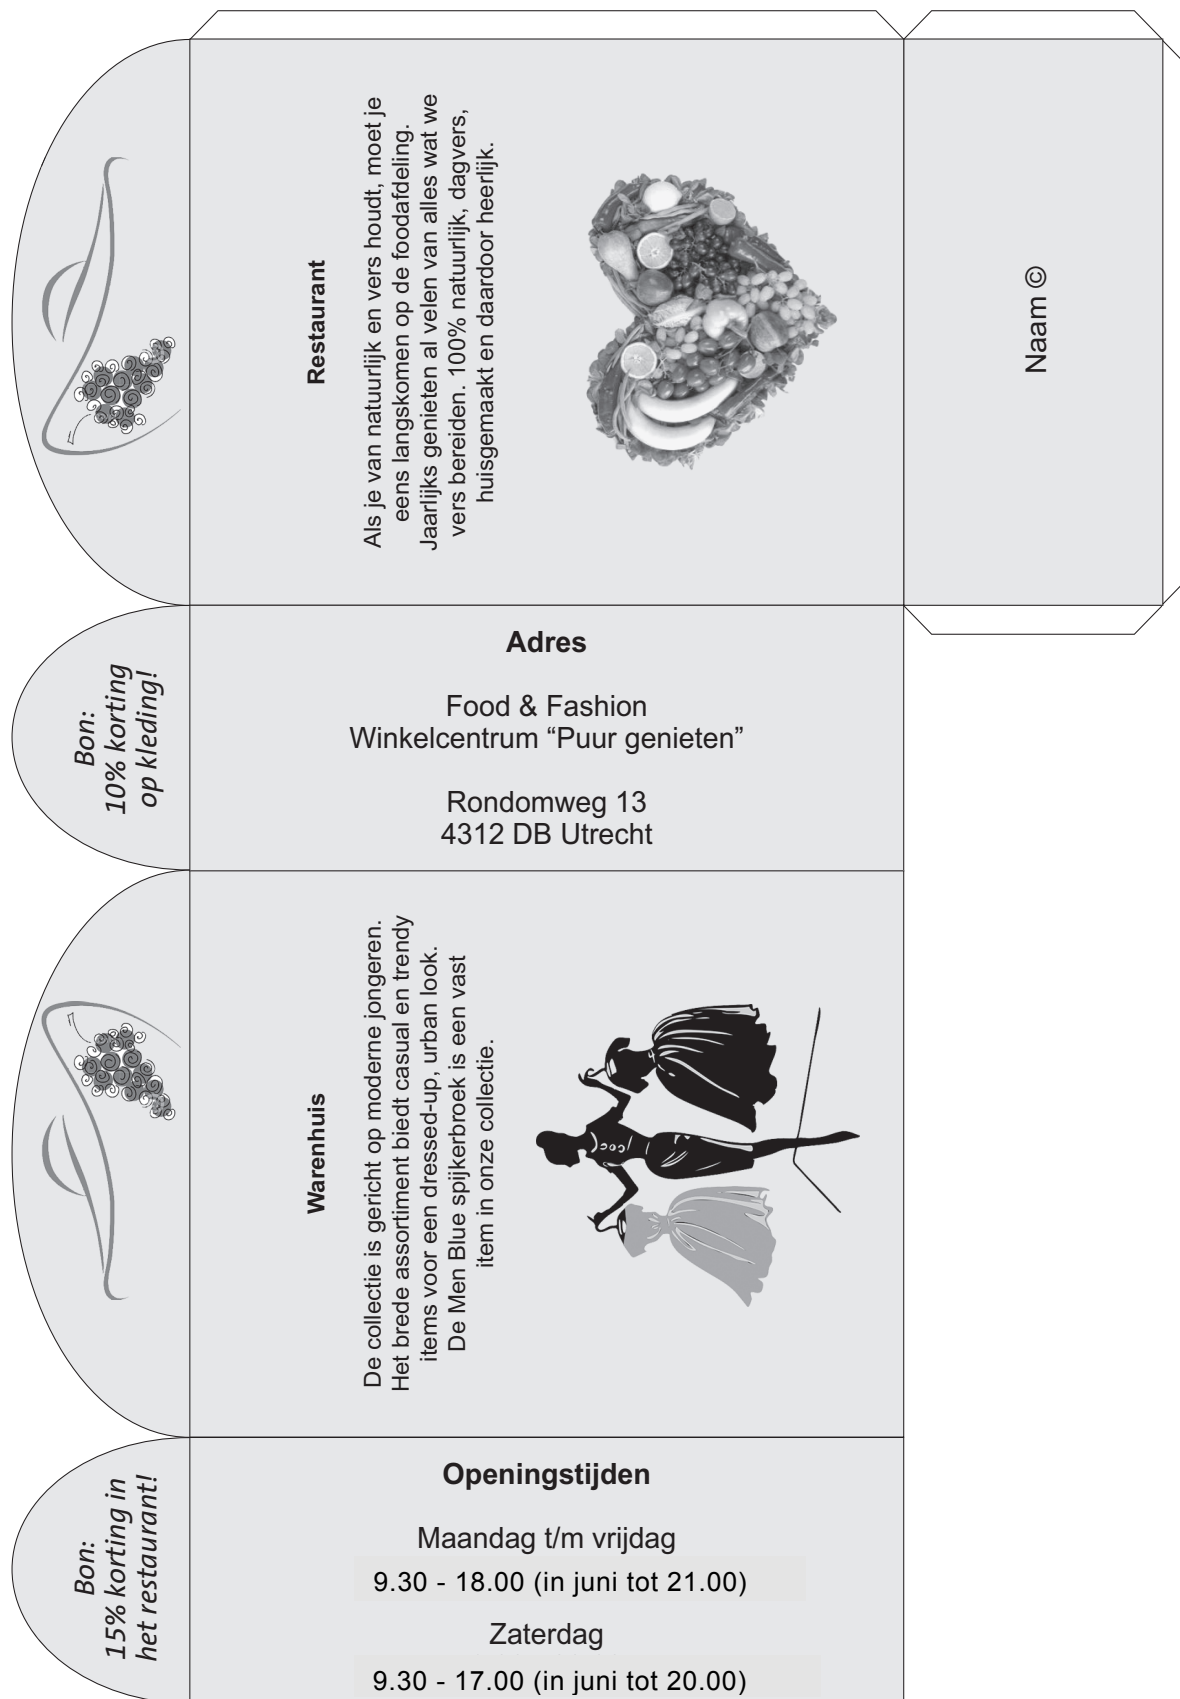 Restaurant
Als je van natuurlijk en vers houdt, moet je
eens langskomen op de foodafdeling.
Jaarlijks genieten al velen van alles wat we
vers bereiden. 100% natuurlijk, dagvers,
huisgemaakt en daardoor heerlijk.
Naam ©
Bon:
10% korting
op kleding!
Adres
Food & Fashion
Winkelcentrum “Puur genieten”
Rondomweg 13
4312 DB Utrecht
Warenhuis
De collectie is gericht op moderne jongeren.
Het brede assortiment biedt casual en trendy
items voor een dressed-up, urban look.
De Men Blue spijkerbroek is een vast
item in onze collectie.
Bon:
15% korting in
het restaurant!
Openingstijden
Maandag t/m vrijdag
9.30 - 18.00 (in juni tot 21.00)
Zaterdag
9.30 - 17.00 (in juni tot 20.00)